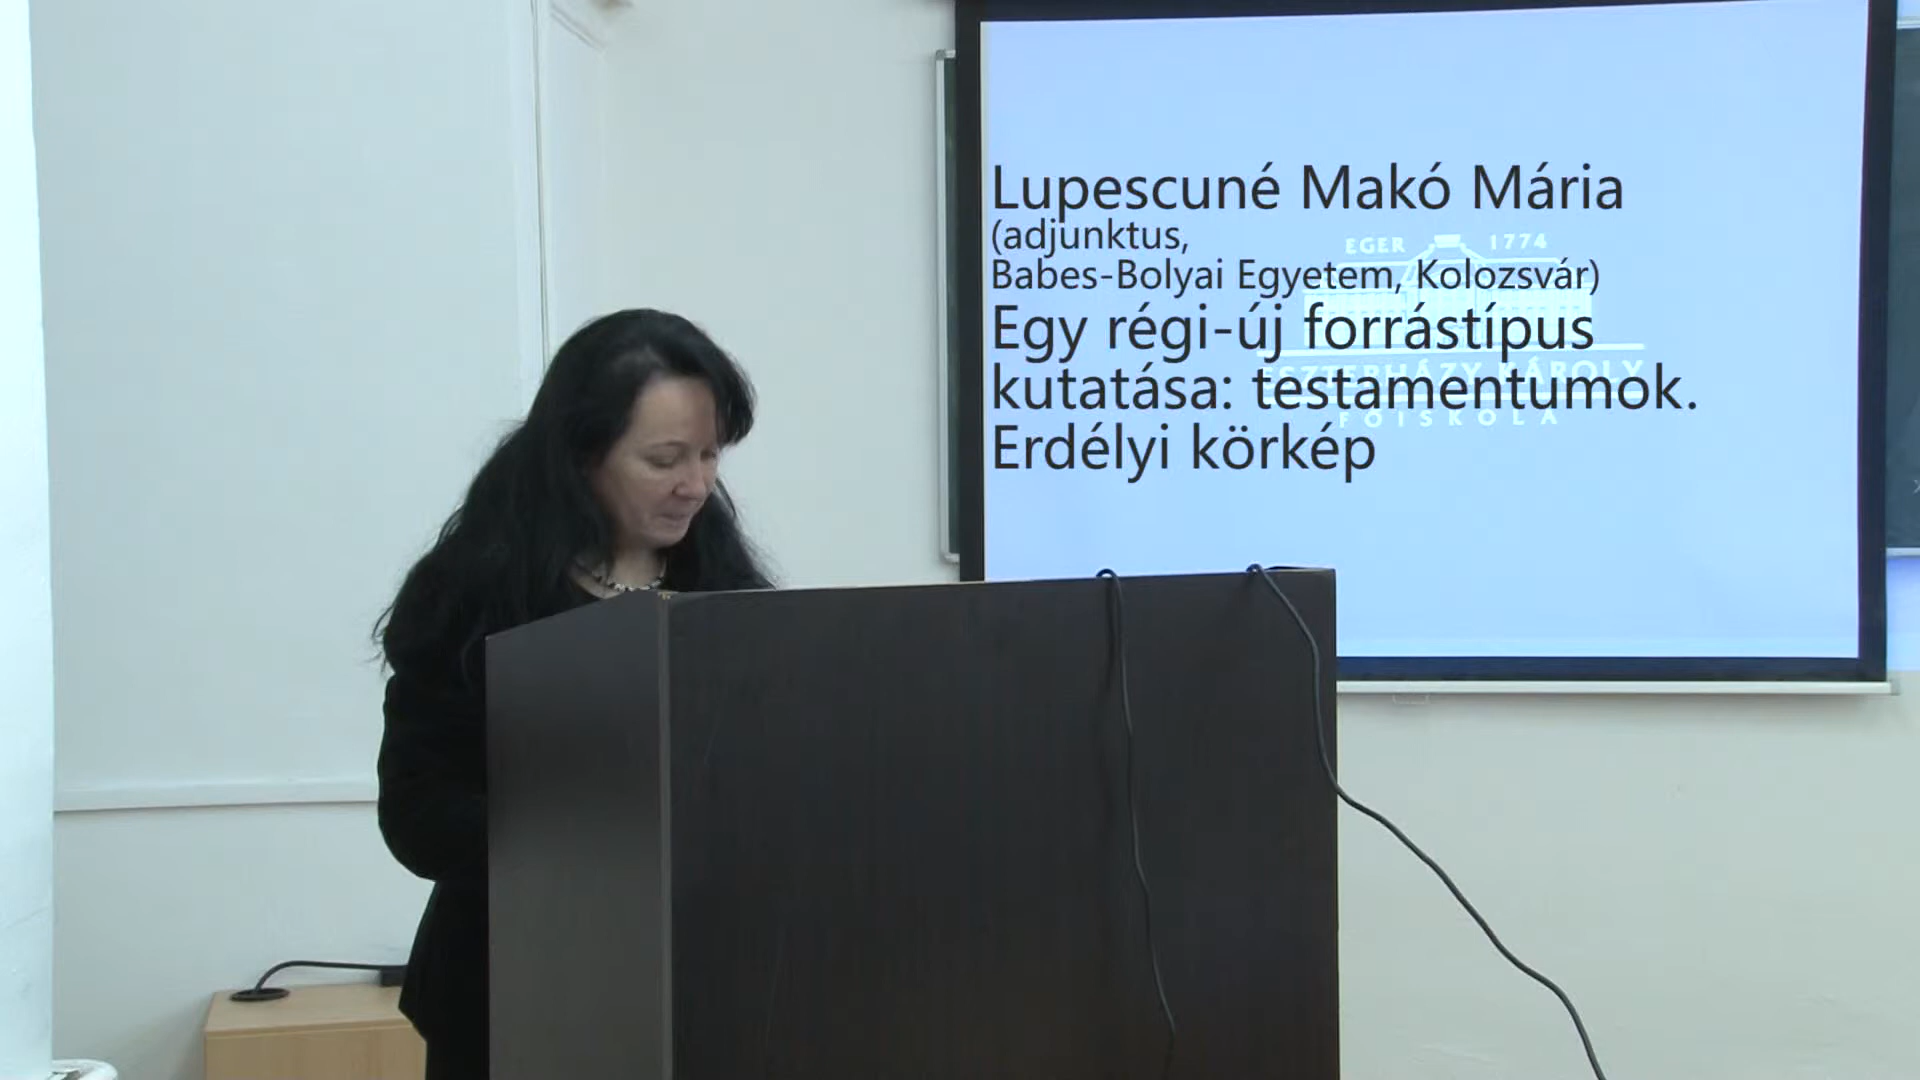 Lupescuné Makó Mária
(adjunktus,
EGER 1774
Babes-Bolyai Egyetem, Kolozsvár)
Egy régi-új forrástípus
ESZTERHÁZY KÁROLY
kutatása: testamentumok.
FŐISKOLA
Erdélyi körkép